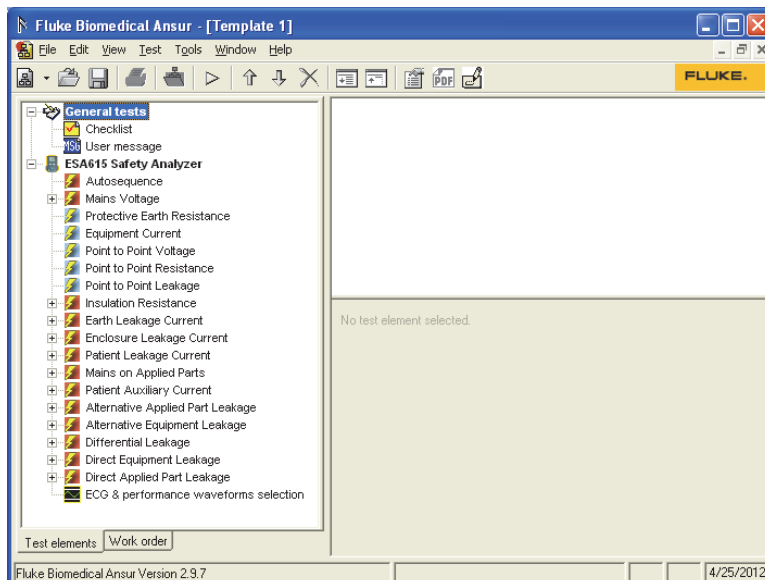 Fluke Biomedical Ansur - [Template 1]
File Edit View Test Tools Window Help
PDF
FLUKE.
General tests
Checklist
MSG User message
ESA615 Safety Analyzer
Autosequence
Mains Voltage
Protective Earth Resistance
Equipment Current
Point to Point Voltage
Point to Point Resistance
Point to Point Leakage
Insulation Resistance
Earth Leakage Current
Enclosure Leakage Current
Patient Leakage Current
Mains on Applied Parts
Patient Auxiliary Current
Alternative Applied Part Leakage
Alternative Equipment Leakage
Differential Leakage
Direct Equipment Leakage
Direct Applied Part Leakage
ECG & performance waveforms selection
No test element selected.
Test elements Work order
Fluke Biomedical Ansur Version 2.9.7 4/25/2012